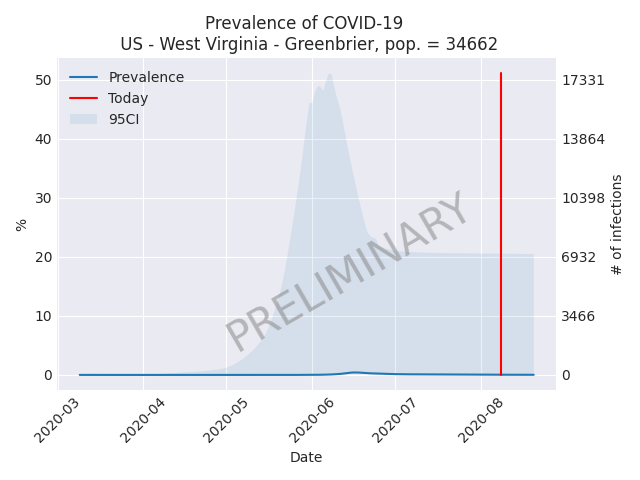 Prevalence of COVID-19
US - West Virginia - Greenbrier, pop. = 34662
Prevalence
Today
95CI
50
40
30
20
10
0
%
17331
13864
10398
6932
3466
0
# of infections
PRELIMINARY
2020-03
2020-04
2020-05
2020-06
2020-07
2020-08
Date